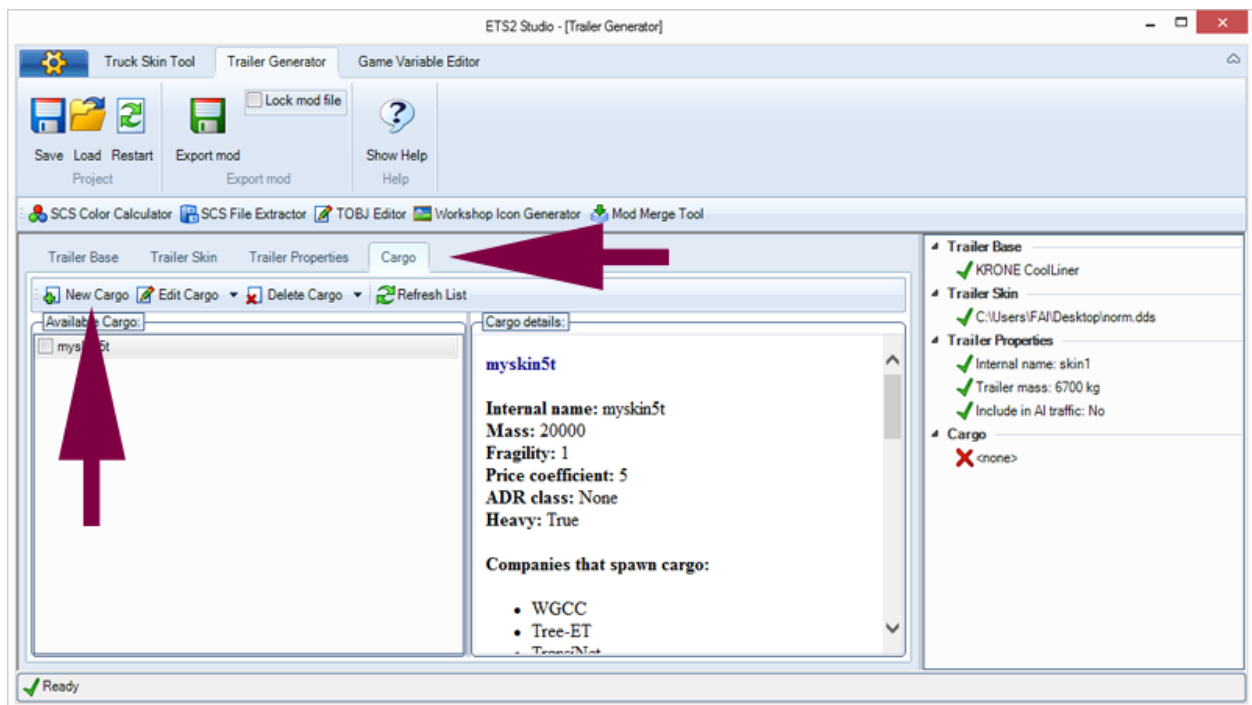 ETS2 Studio - [Trailer Generator]
Truck Skin Tool
Trailer Generator
Game Variable Editor
Lock mod file
Save Load Restart
Export mod
Show Help
Project
Export mod
Help
SCS Color Calculator SCS File Extractor TOBJ Editor Workshop Icon Generator Mod Merge Tool
Trailer Base
Trailer Skin
Trailer Properties
Cargo
New Cargo Edit Cargo Delete Cargo Refresh List
Available Cargo:
Cargo details:
myskin5t
Internal name: myskin5t
Mass: 20000
Fragility: 1
Price coefficient: 5
ADR class: None
Heavy: True
Companies that spawn cargo:
• WGCC
• Tree-ET
Trailer Base
KRONE CoolLiner
Trailer Skin
C:\Users\FAI\Desktop\norm.dds
Trailer Properties
Internal name: skin1
Trailer mass: 6700 kg
Include in AI traffic: No
Cargo
<none>
Ready